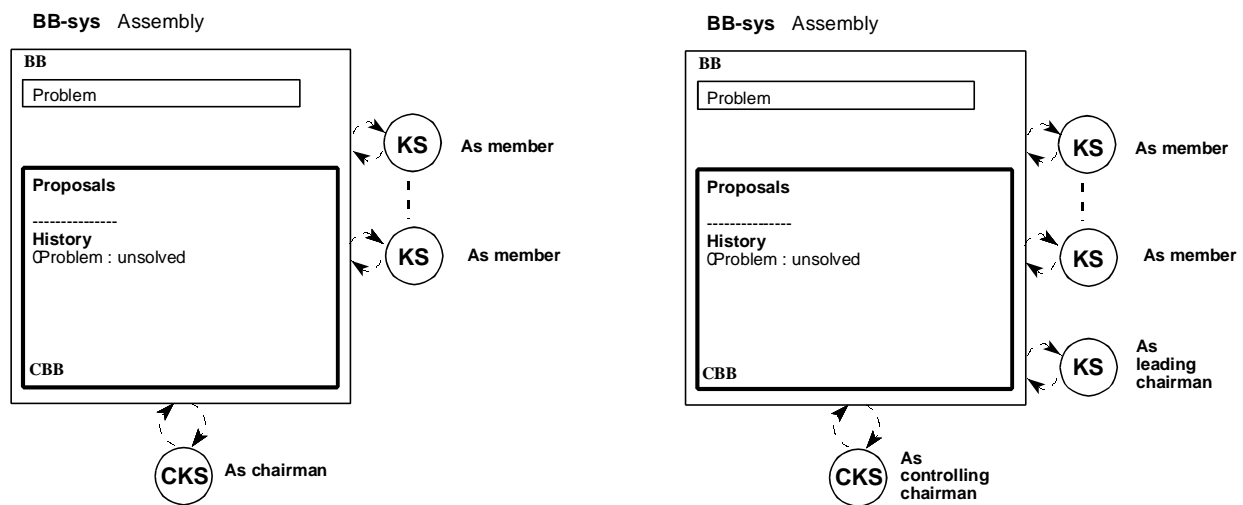 BB-sys Assembly
BB
Problem
KS
As member
Proposals
---------------
History
Problem : unsolved
KS
As member
CBB
CKS
As chairman
BB-sys Assembly
BB
Problem
KS
As member
Proposals
---------------
History
Problem : unsolved
KS
As member
KS
As
leading
chairman
CBB
CKS
As
controlling
chairman